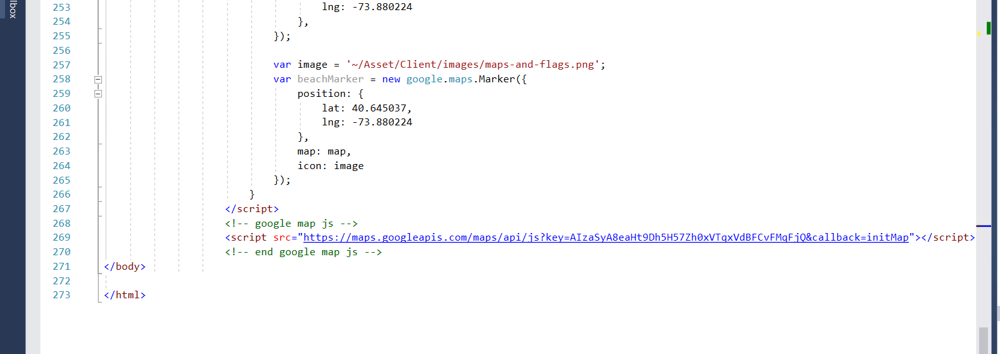 lbox
253 lng: -73.880224
254 },
255 });
256
257 var image = '~/Asset/Client/images/maps-and-flags.png';
258 var beachMarker = new google.maps.Marker({
259 position: {
260 lat: 40.645037,
261 lng: -73.880224
262 },
263 map: map,
264 icon: image
265 });
266 }
267 </script>
268 <!-- google map js -->
269 <script src="https://maps.googleapis.com/maps/api/js?key=AIzaSyA8eaHt9Dh5H57Zh0xVTqxVdBFCvFMqFjQ&callback=initMap"></script>
270 <!-- end google map js -->
271 </body>
272
273 </html>